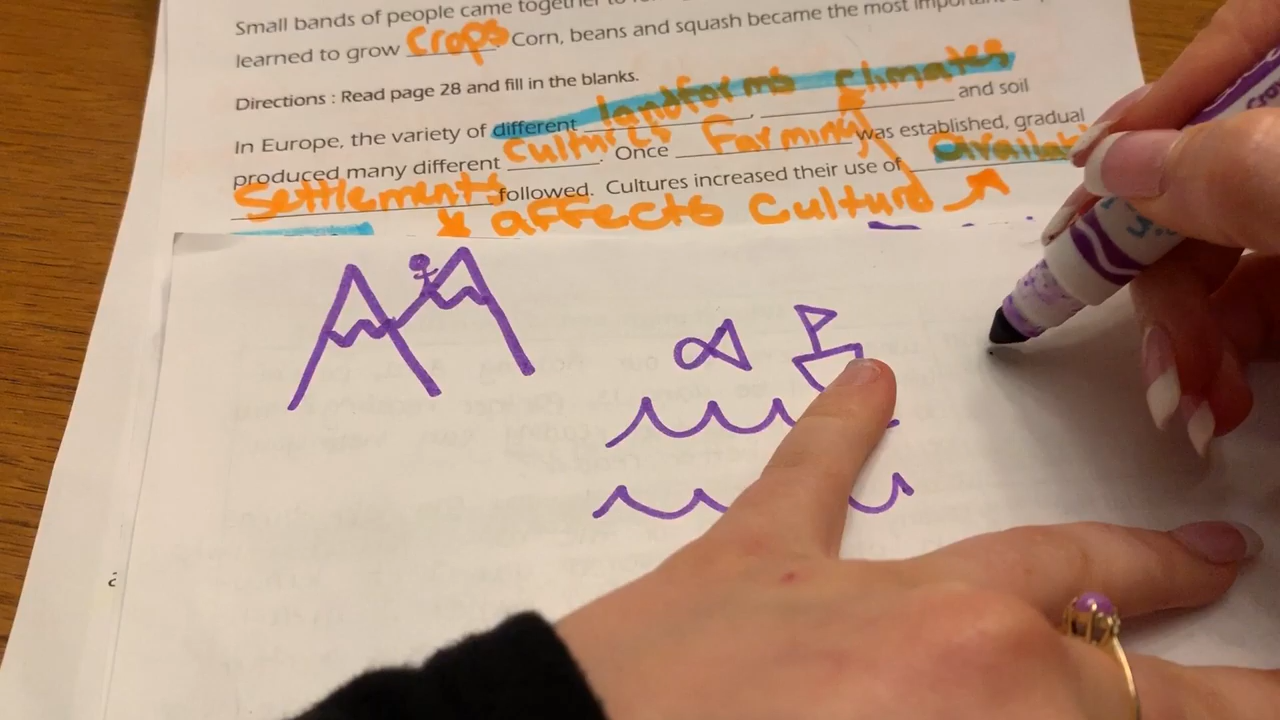 Small bands of people came together to
learned to grow crops. Corn, beans and squash became the most important
Directions : Read page 28 and fill in the blanks.
In Europe, the variety of different landforms, climates and soil
produced many different cultures. Once Farming was established, gradual
Settlements followed. Cultures increased their use of availab
* affects culture